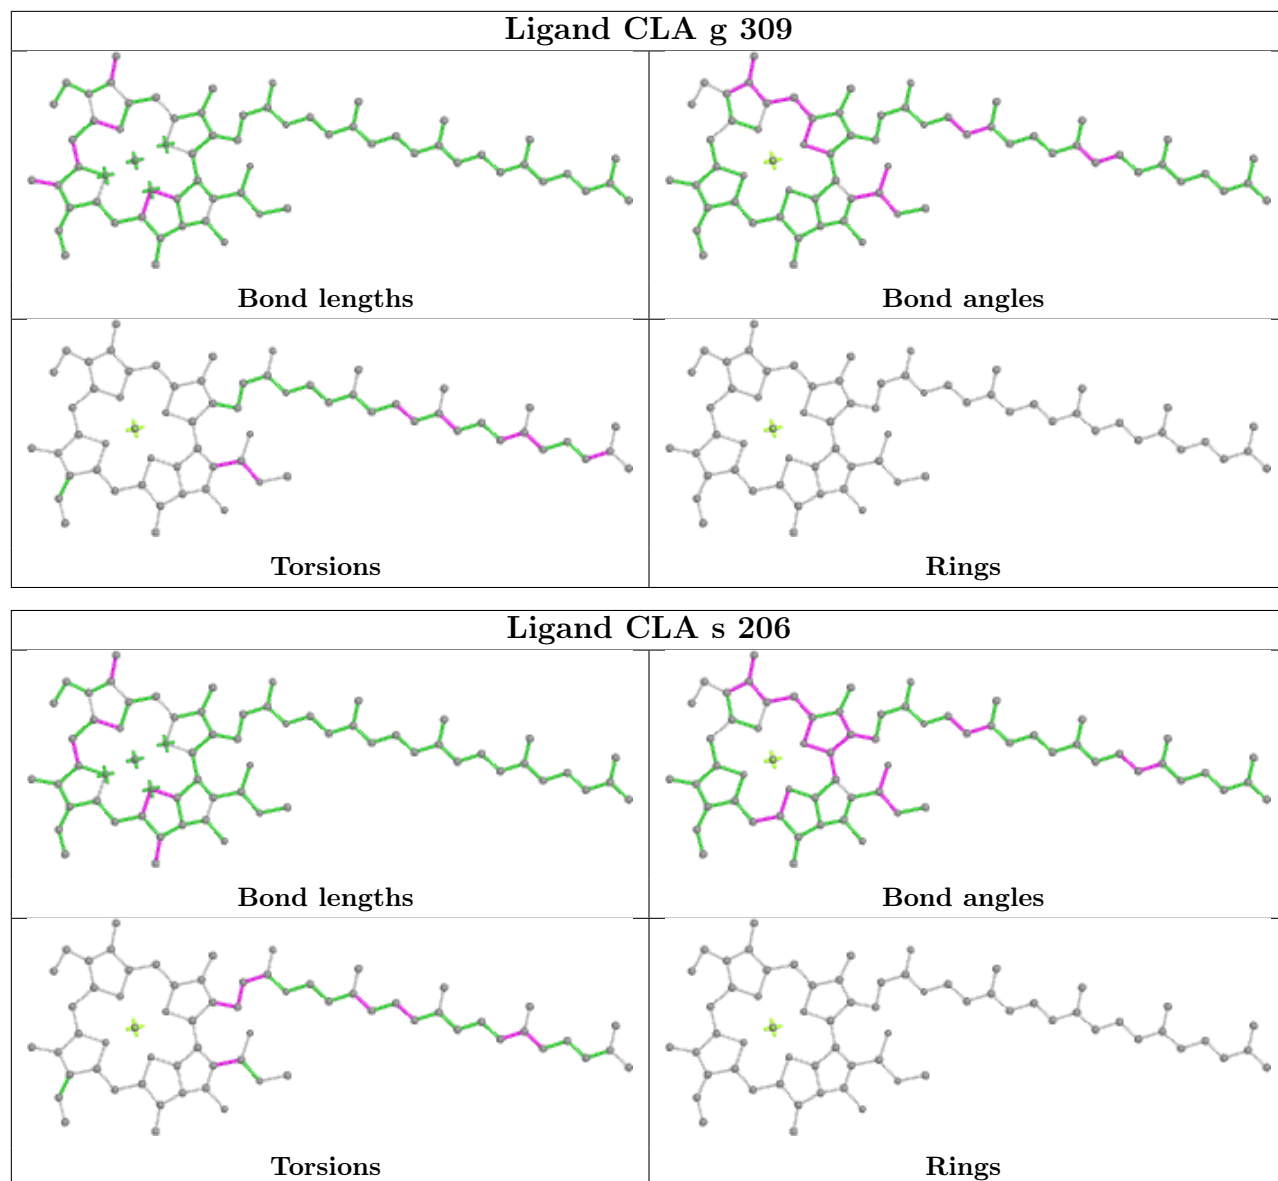 Ligand CLA g 309
Bond lengths
Bond angles
Torsions
Rings
Ligand CLA s 206
Bond lengths
Bond angles
Torsions
Rings